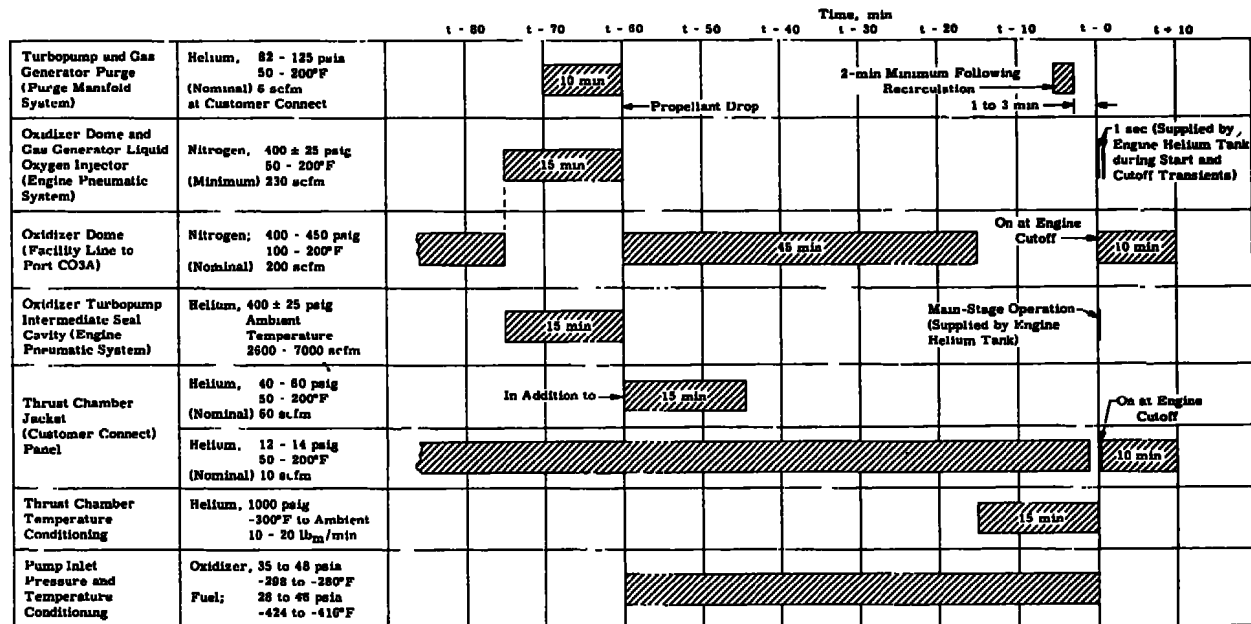 Time, min
t - 80 t - 70 t - 60 t - 50 t - 40 t - 30 t - 20 t - 10 t - 0 t + 10
Turbopump and Gas
Generator Purge
(Purge Manifold
System)
Helium, 82 - 125 psia
50 - 200°F
(Nominal) 6 scfm
at Customer Connect
10 min
Propellant Drop
2-min Minimum Following
Recirculation
1 to 3 min
Oxidizer Dome and
Gas Generator Liquid
Oxygen Injector
(Engine Pneumatic
System)
Nitrogen, 400 ± 25 psig
50 - 200°F
(Minimum) 230 scfm
15 min
1 sec (Supplied by
Engine Helium Tank
during Start and
Cutoff Transients)
Oxidizer Dome
(Facility Line to
Port CO3A)
Nitrogen; 400 - 450 psig
100 - 200°F
(Nominal) 200 scfm
45 min
On at Engine
Cutoff
10 min
Oxidizer Turbopump
Intermediate Seal
Cavity (Engine
Pneumatic System)
Helium, 400 ± 25 psig
Ambient
Temperature
2600 - 7000 scfm
15 min
Main-Stage Operation
(Supplied by Engine
Helium Tank)
Thrust Chamber
Jacket
(Customer Connect)
Panel
Helium, 40 - 60 psig
50 - 200°F
(Nominal) 60 scfm
In Addition to
15 min
On at Engine
Cutoff
Helium, 12 - 14 psig
50 - 200°F
(Nominal) 10 scfm
10 min
Thrust Chamber
Temperature
Conditioning
Helium, 1000 psig
-300°F to Ambient
10 - 20 lbm/min
15 min
Pump Inlet
Pressure and
Temperature
Conditioning
Oxidizer, 35 to 48 psia
-298 to -280°F
Fuel; 28 to 46 psia
-424 to -416°F